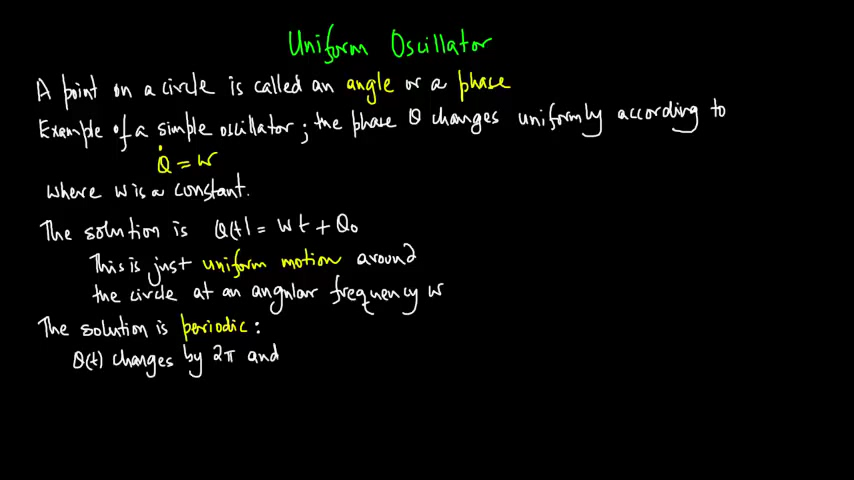 Uniform Oscillator
A point on a circle is called an angle or a phase
Example of a simple oscillator; the phase θ changes uniformly according to
θ̇ = w
where w is a constant.
The solution is θ(t) = wt + θ₀
This is just uniform motion around
the circle at an angular frequency w
The solution is periodic:
θ(t) changes by 2π and